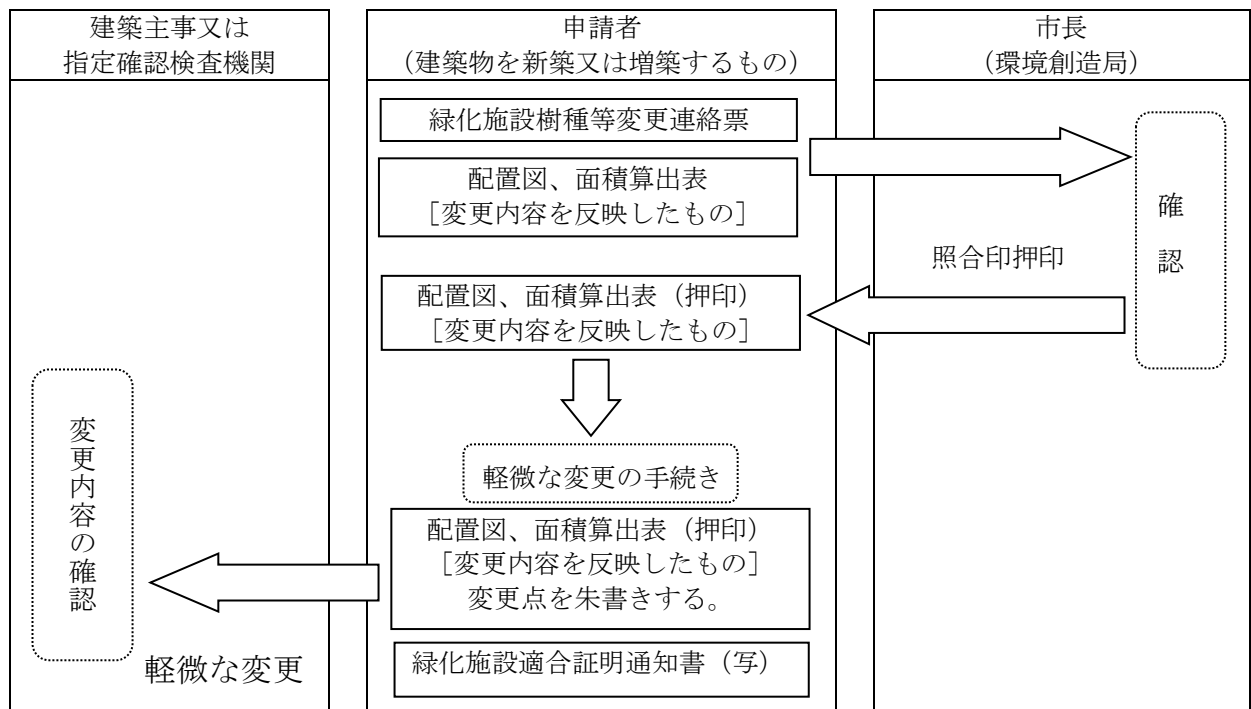 建築主事又は
指定確認検査機関
申請者
（建築物を新築又は増築するもの）
市長
（環境創造局）
緑化施設樹種等変更連絡票
配置図、面積算出表
［変更内容を反映したもの］
確認
照合印押印
配置図、面積算出表（押印）
［変更内容を反映したもの］
軽微な変更の手続き
配置図、面積算出表（押印）
［変更内容を反映したもの］
変更点を朱書きする。
変更内容の確認
軽微な変更
緑化施設適合証明通知書（写）